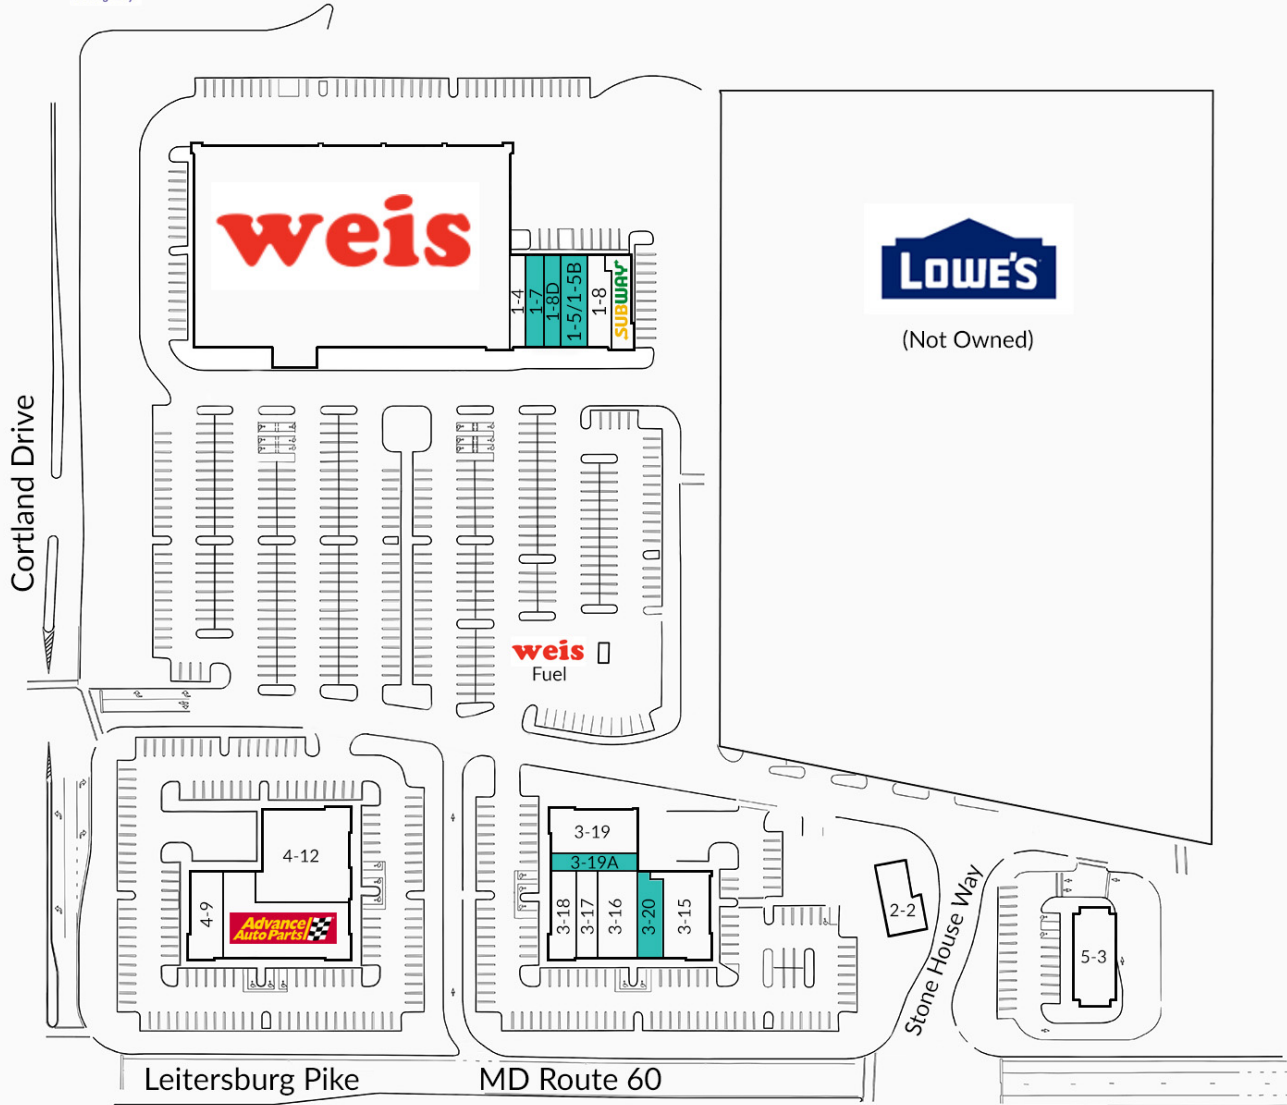 weis
1-4
1-7
1-8D
1-5/1-5B
1-8
SUBWAY
LOWE'S
(Not Owned)
Cortland Drive
weis
Fuel
4-12
4-9
Advance
Auto Parts
3-19
3-19A
3-18
3-17
3-16
3-20
3-15
2-2
Stone House Way
5-3
Leitersburg Pike
MD Route 60